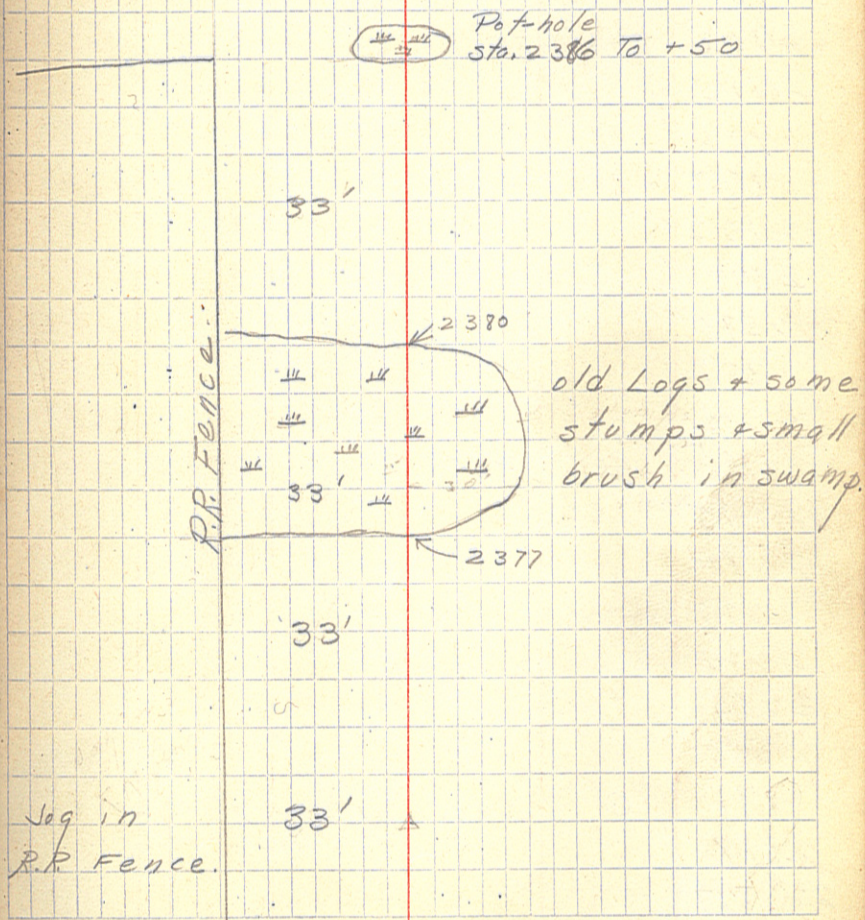 Pot-hole
sta. 2386 To +50
33'
2380
R.R. Fence.
old Logs + some
stumps + small
brush in swamp.
33'
2377
33'
Jog in
R.R. Fence.
33'